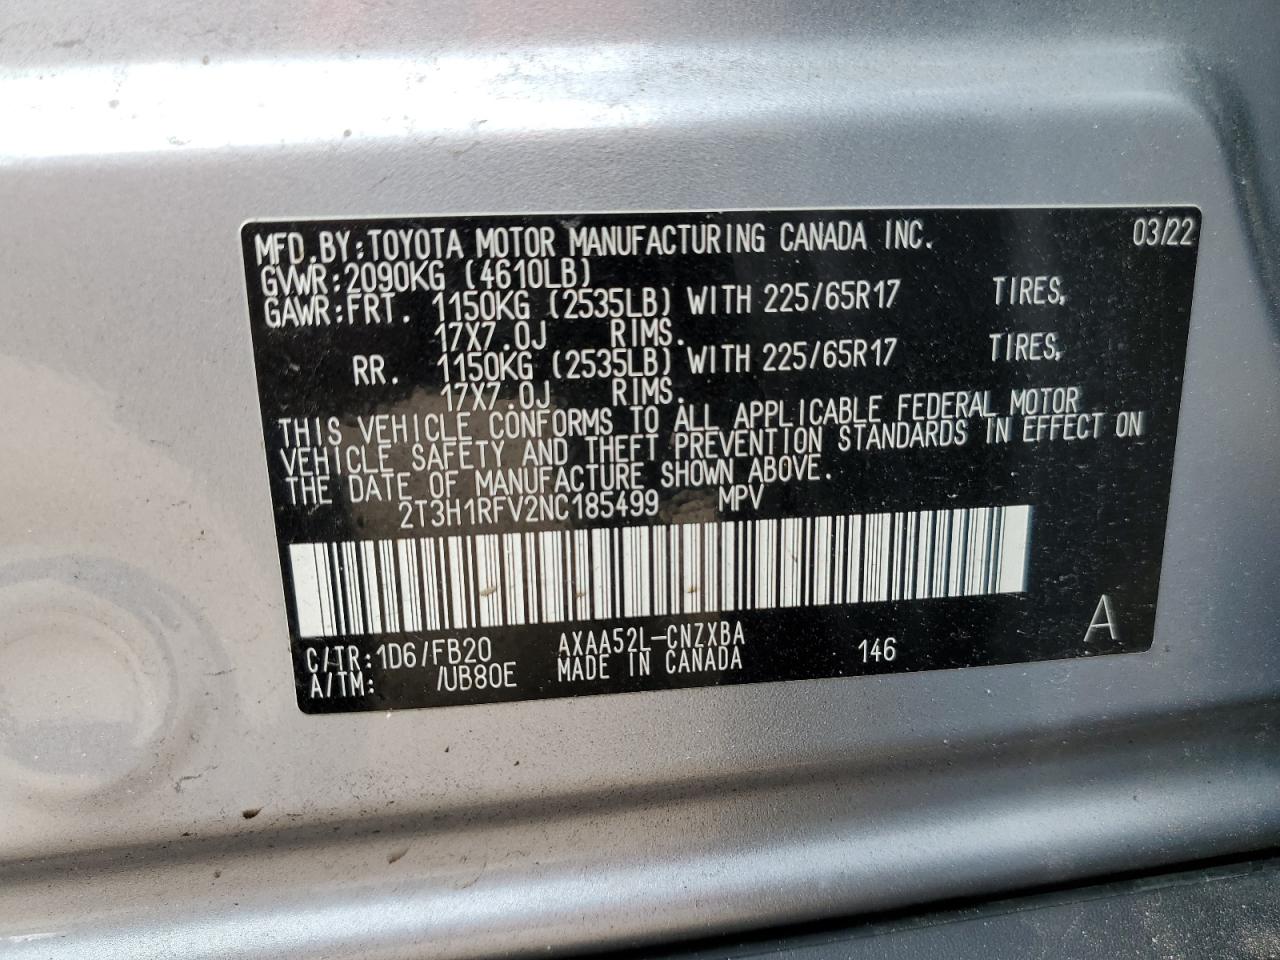 MFD.BY:TOYOTA MOTOR MANUFACTURING CANADA INC. 03/22
GVWR:2090KG (4610LB)
GAWR:FRT. 1150KG (2535LB) WITH 225/65R17 TIRES,
17X7.0J RIMS.
RR. 1150KG (2535LB) WITH 225/65R17 TIRES,
17X7.0J RIMS.
THIS VEHICLE CONFORMS TO ALL APPLICABLE FEDERAL MOTOR
VEHICLE SAFETY AND THEFT PREVENTION STANDARDS IN EFFECT ON
THE DATE OF MANUFACTURE SHOWN ABOVE.
2T3H1RFV2NC185499 MPV
C/TR:1D6/FB20 AXAA52L-CNZXBA 146 A
A/TM: /UB80E MADE IN CANADA